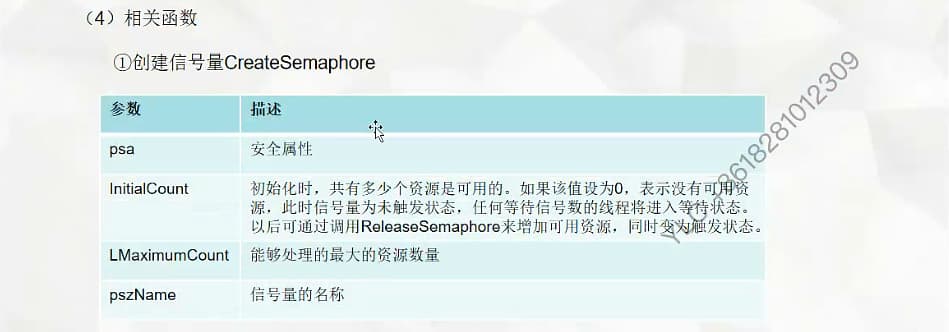 （4）相关函数
①创建信号量CreateSemaphore
参数 描述
psa 安全属性
InitialCount 初始化时，共有多少个资源是可用的。如果该值设为0，表示没有可用资
源，此时信号量为未触发状态，任何等待信号数的线程将进入等待状态。
以后可通过调用ReleaseSemaphore来增加可用资源，同时变为触发状态。
LMaximumCount 能够处理的最大的资源数量
pszName 信号量的名称
8618281012309